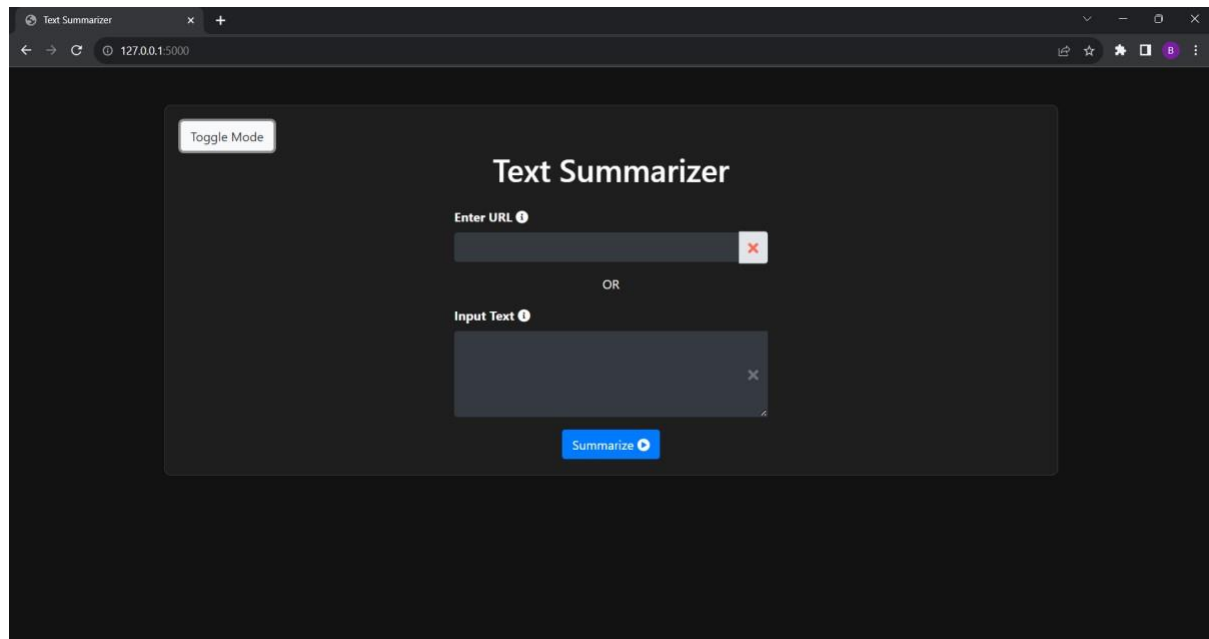 Text Summarizer
127.0.0.1:5000
B
Toggle Mode
Text Summarizer
Enter URL
OR
Input Text
Summarize